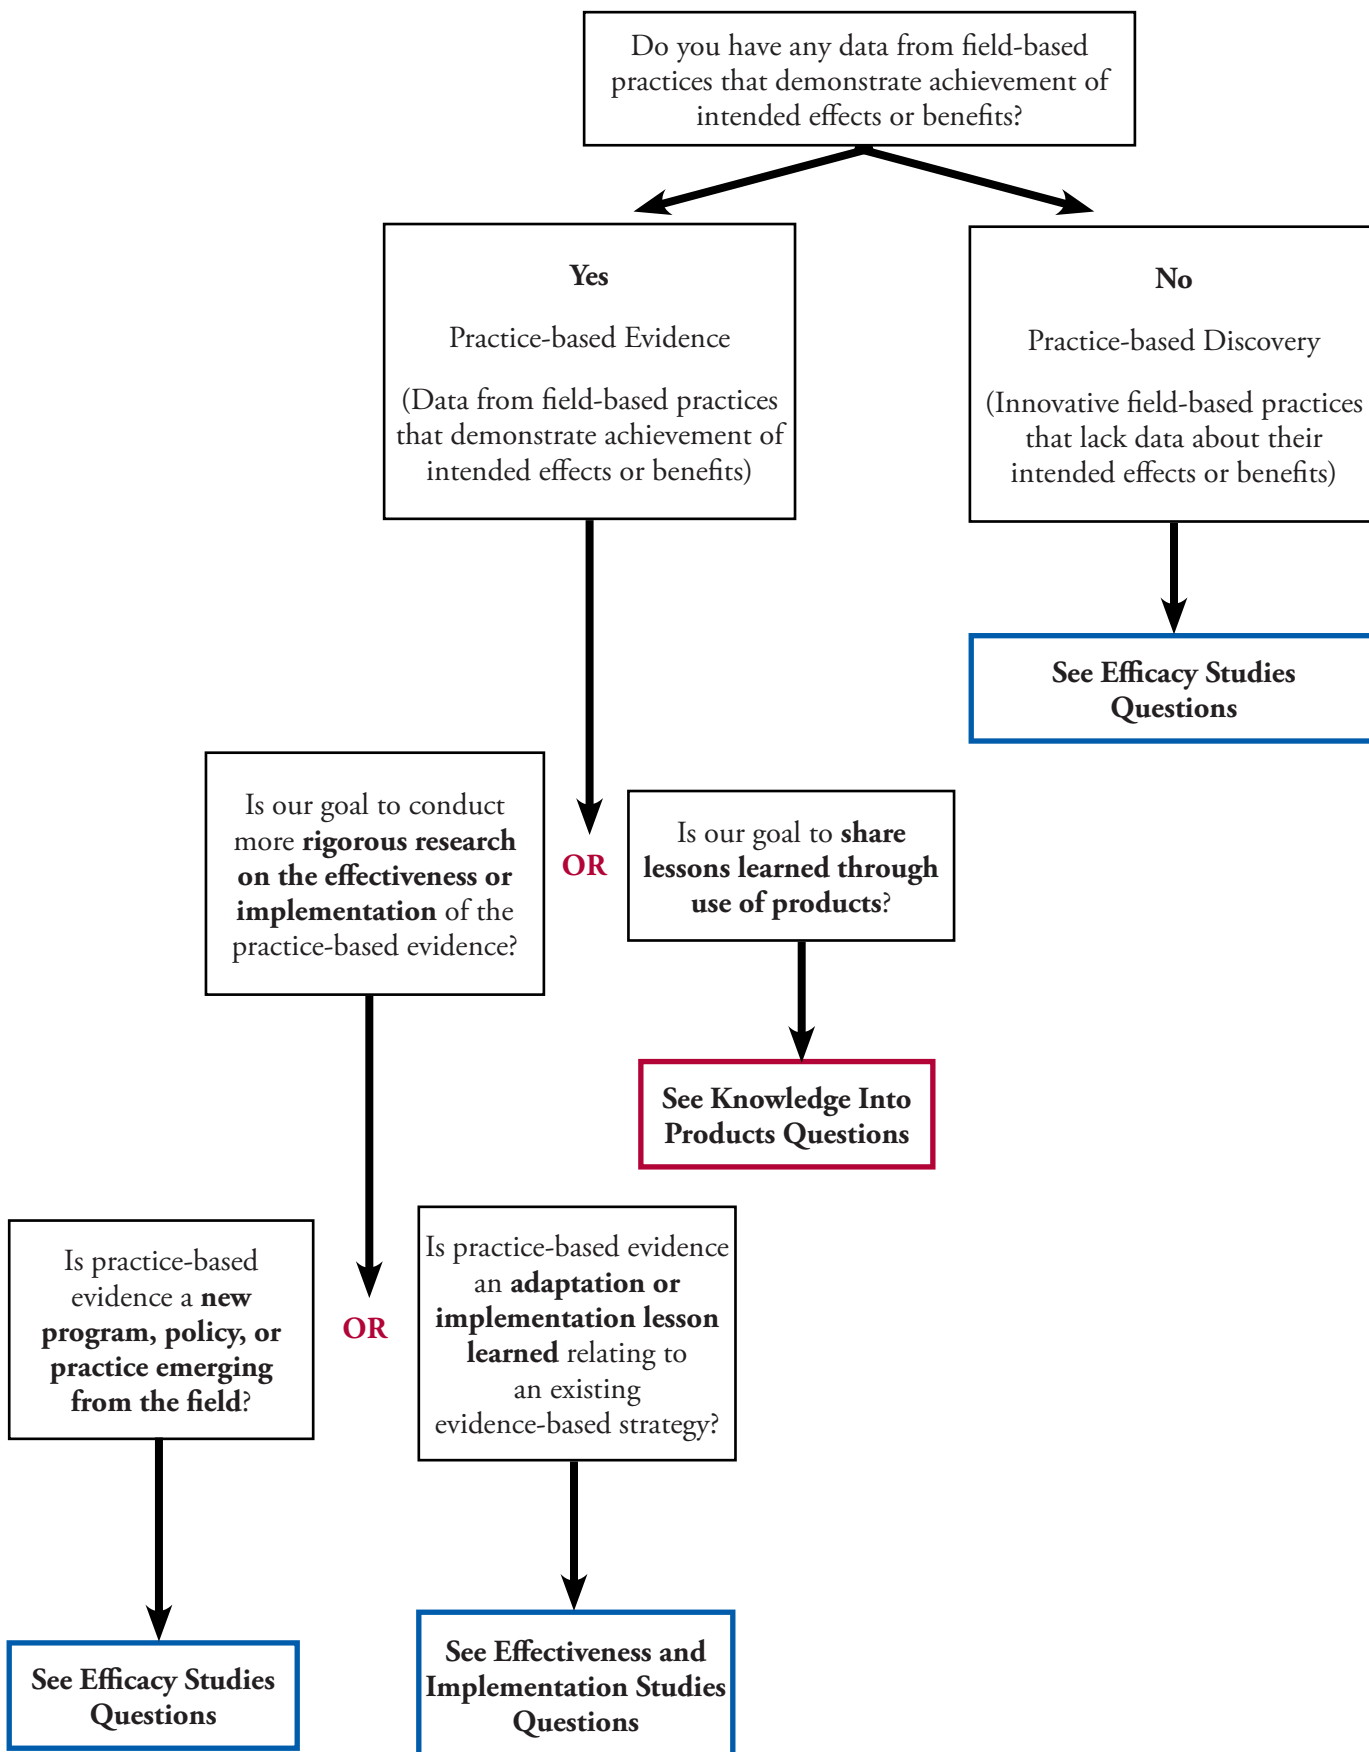 Do you have any data from field-based
practices that demonstrate achievement of
intended effects or benefits?
Yes
Practice-based Evidence
(Data from field-based practices
that demonstrate achievement of
intended effects or benefits)
No
Practice-based Discovery
(Innovative field-based practices
that lack data about their
intended effects or benefits)
See Efficacy Studies
Questions
Is our goal to conduct
more rigorous research
on the effectiveness or
implementation of the
practice-based evidence?
OR
Is our goal to share
lessons learned through
use of products?
See Knowledge Into
Products Questions
Is practice-based
evidence a new
program, policy, or
practice emerging
from the field?
OR
Is practice-based evidence
an adaptation or
implementation lesson
learned relating to
an existing
evidence-based strategy?
See Efficacy Studies
Questions
See Effectiveness and
Implementation Studies
Questions